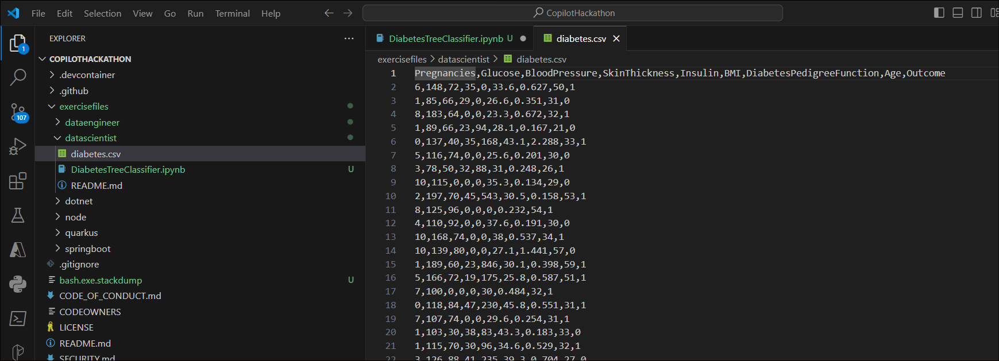 File Edit Selection View Go Run Terminal Help
CopilotHackathon
EXPLORER
COPILOTHACKATHON
.devcontainer
.github
exercisefiles
dataengineer
datascientist
diabetes.csv
DiabetesTreeClassifier.ipynb U
README.md
dotnet
node
quarkus
springboot
.gitignore
bash.exe.stackdump U
CODE_OF_CONDUCT.md
CODEOWNERS
LICENSE
README.md
SECURITY.md
1
107
DiabetesTreeClassifier.ipynb U
diabetes.csv
exercisefiles > datascientist > diabetes.csv
1 Pregnancies,Glucose,BloodPressure,SkinThickness,Insulin,BMI,DiabetesPedigreeFunction,Age,Outcome
2 6,148,72,35,0,33.6,0.627,50,1
3 1,85,66,29,0,26.6,0.351,31,0
4 8,183,64,0,0,23.3,0.672,32,1
5 1,89,66,23,94,28.1,0.167,21,0
6 0,137,40,35,168,43.1,2.288,33,1
7 5,116,74,0,0,25.6,0.201,30,0
8 3,78,50,32,88,31,0.248,26,1
9 10,115,0,0,0,35.3,0.134,29,0
10 2,197,70,45,543,30.5,0.158,53,1
11 8,125,96,0,0,0,0.232,54,1
12 4,110,92,0,0,37.6,0.191,30,0
13 10,168,74,0,0,38,0.537,34,1
14 10,139,80,0,0,27.1,1.441,57,0
15 1,189,60,23,846,30.1,0.398,59,1
16 5,166,72,19,175,25.8,0.587,51,1
17 7,100,0,0,0,30,0.484,32,1
18 0,118,84,47,230,45.8,0.551,31,1
19 7,107,74,0,0,29.6,0.254,31,1
20 1,103,30,38,83,43.3,0.183,33,0
21 1,115,70,30,96,34.6,0.529,32,1
22 3,126,88,41,235,39.3,0.704,27,0